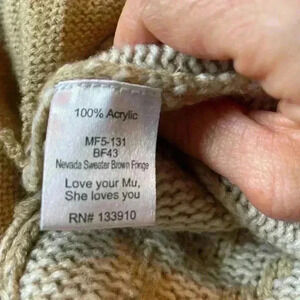 100% Acrylic
MF5-131
BF43
Nevada Sweater Brown Fringe
Love your Mu,
She loves you
RN# 133910